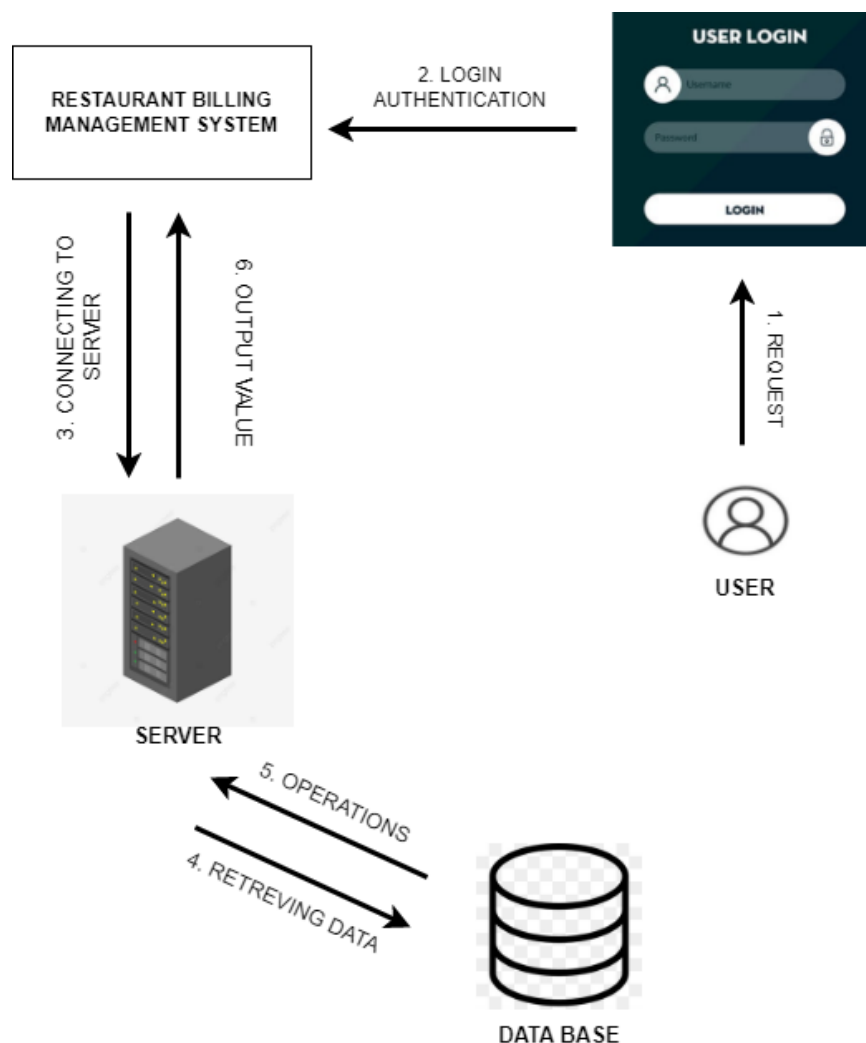 USER LOGIN
Username
Password
LOGIN
2. LOGIN
AUTHENTICATION
RESTAURANT BILLING
MANAGEMENT SYSTEM
1. REQUEST
USER
3. CONNECTING TO
SERVER
6. OUTPUT VALUE
SERVER
5. OPERATIONS
4. RETREVING DATA
DATA BASE